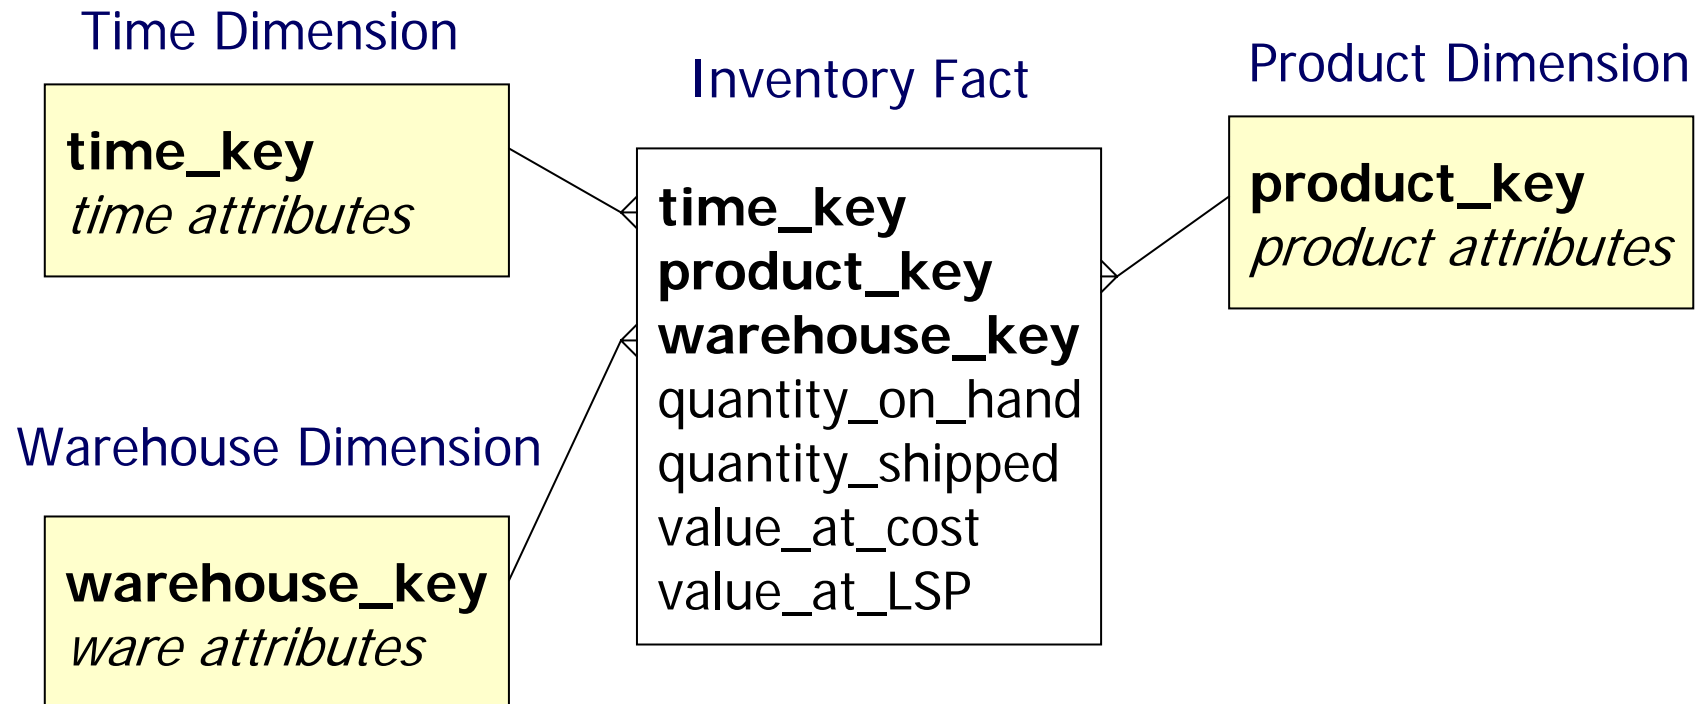 Time Dimension
time_key
time attributes
Warehouse Dimension
warehouse_key
ware attributes
Inventory Fact
time_key
product_key
warehouse_key
quantity_on_hand
quantity_shipped
value_at_cost
value_at_LSP
Product Dimension
product_key
product attributes